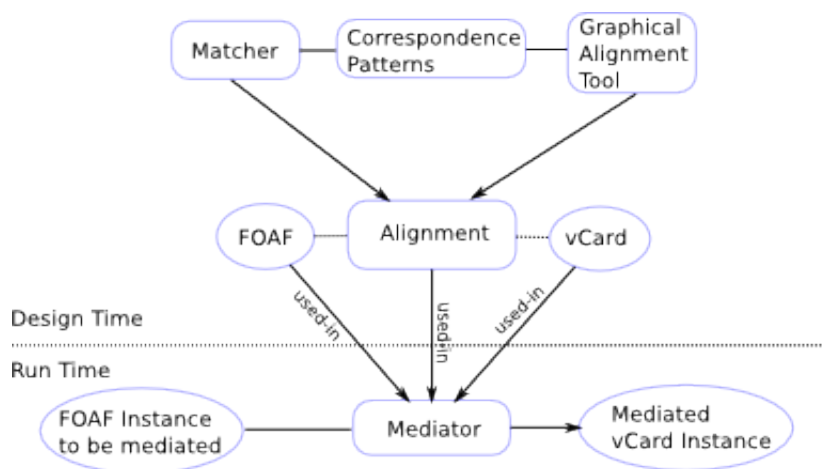 Matcher
Correspondence
Patterns
Graphical
Alignment
Tool
FOAF
Alignment
vCard
used-in
used-in
used-in
Design Time
Run Time
FOAF Instance
to be mediated
Mediator
Mediated
vCard Instance